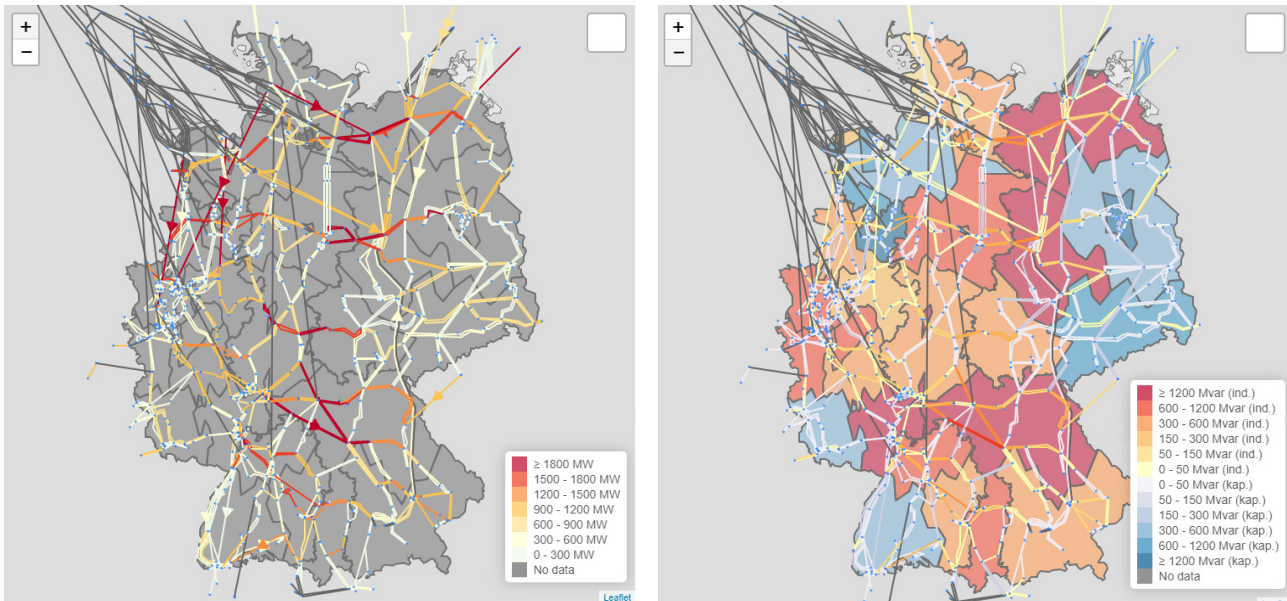 +
−
≥ 1800 MW
1500 - 1800 MW
1200 - 1500 MW
900 - 1200 MW
600 - 900 MW
300 - 600 MW
0 - 300 MW
No data
Leaflet
+
−
≥ 1200 Mvar (ind.)
600 - 1200 Mvar (ind.)
300 - 600 Mvar (ind.)
150 - 300 Mvar (ind.)
50 - 150 Mvar (ind.)
0 - 50 Mvar (ind.)
0 - 50 Mvar (kap.)
50 - 150 Mvar (kap.)
150 - 300 Mvar (kap.)
300 - 600 Mvar (kap.)
600 - 1200 Mvar (kap.)
≥ 1200 Mvar (kap.)
No data